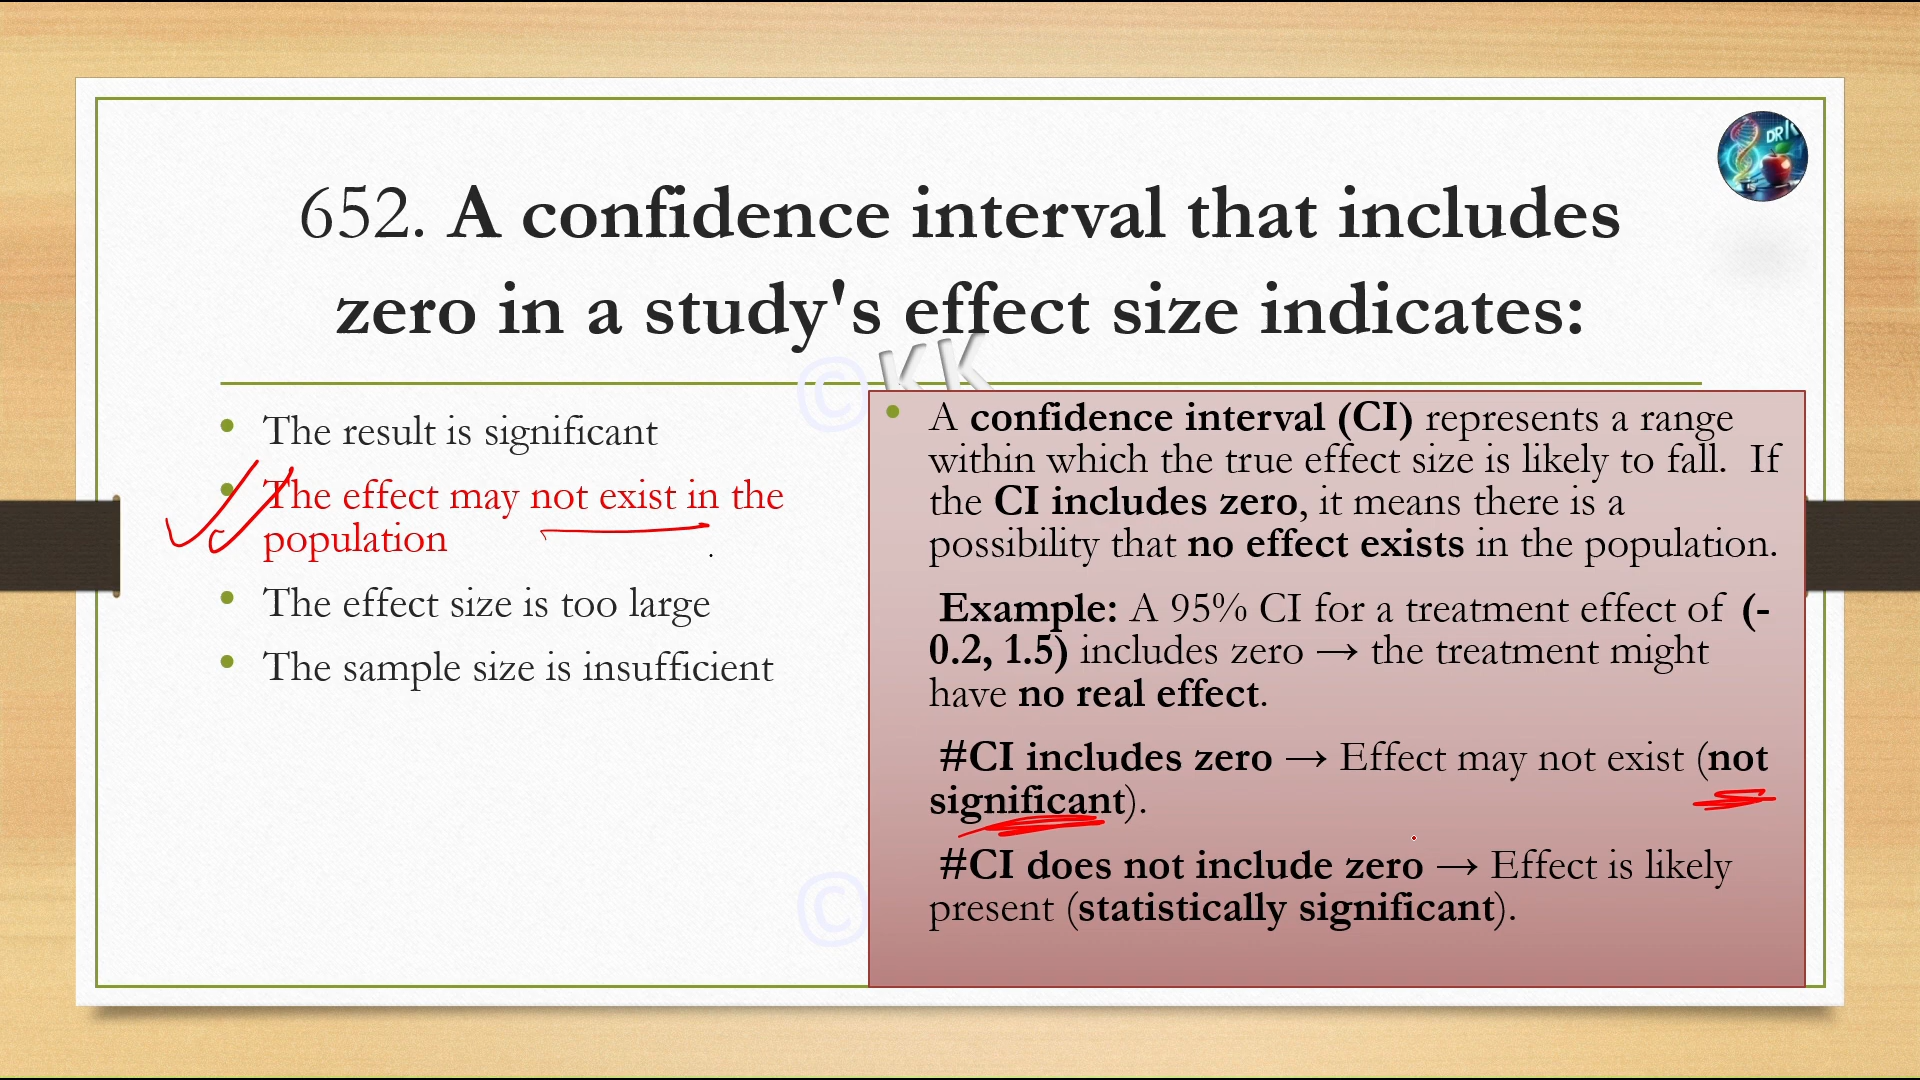 DR K
652. A confidence interval that includes
zero in a study's effect size indicates:
©KK
• The result is significant
• The effect may not exist in the
population
• The effect size is too large
• The sample size is insufficient
• A confidence interval (CI) represents a range
within which the true effect size is likely to fall. If
the CI includes zero, it means there is a
possibility that no effect exists in the population.
Example: A 95% CI for a treatment effect of (-
0.2, 1.5) includes zero → the treatment might
have no real effect.
#CI includes zero → Effect may not exist (not
significant).
#CI does not include zero → Effect is likely
present (statistically significant).
©